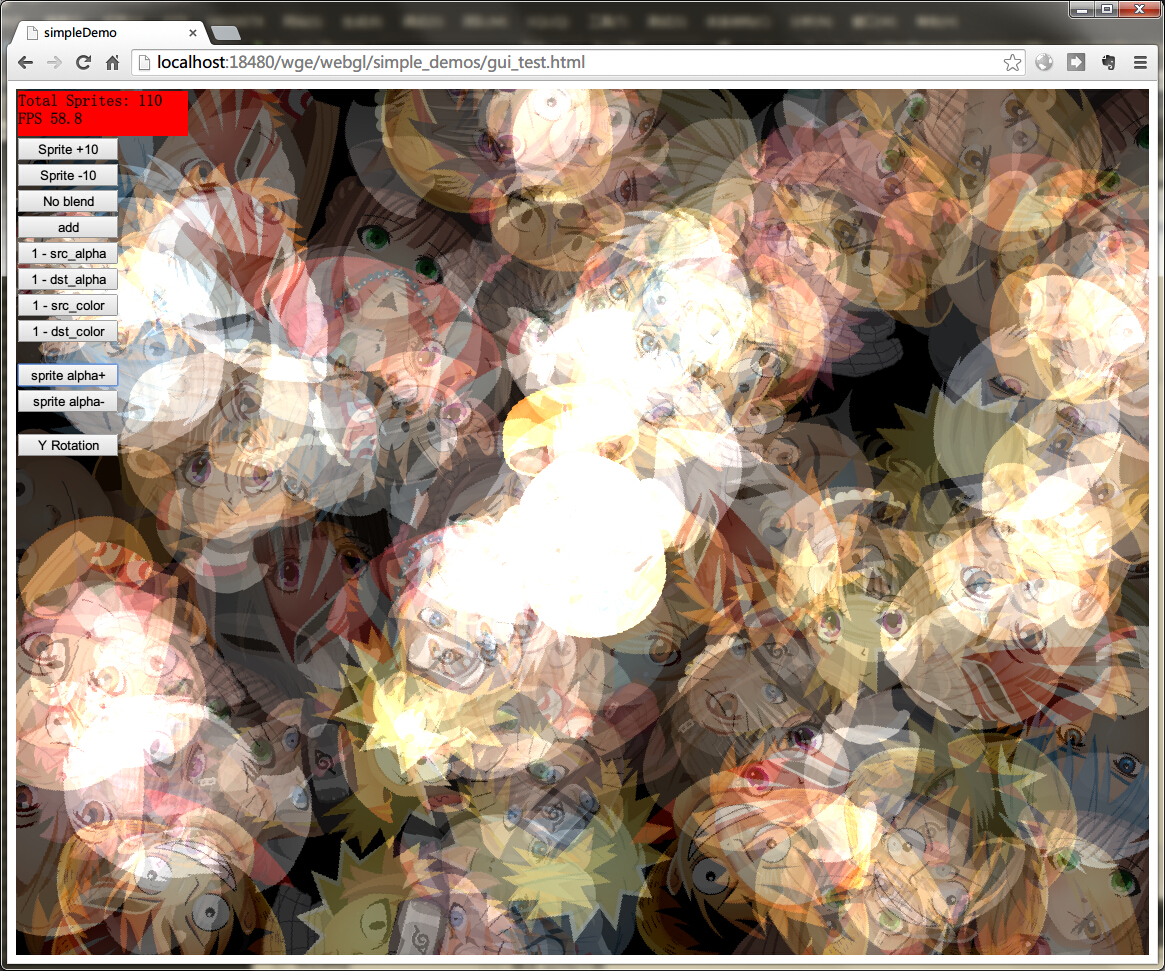 simpleDemo
localhost:18480/wge/webgl/simple_demos/gui_test.html
Total Sprites: 110
FPS 58.8
Sprite +10
Sprite -10
No blend
add
1 - src_alpha
1 - dst_alpha
1 - src_color
1 - dst_color
sprite alpha+
sprite alpha-
Y Rotation